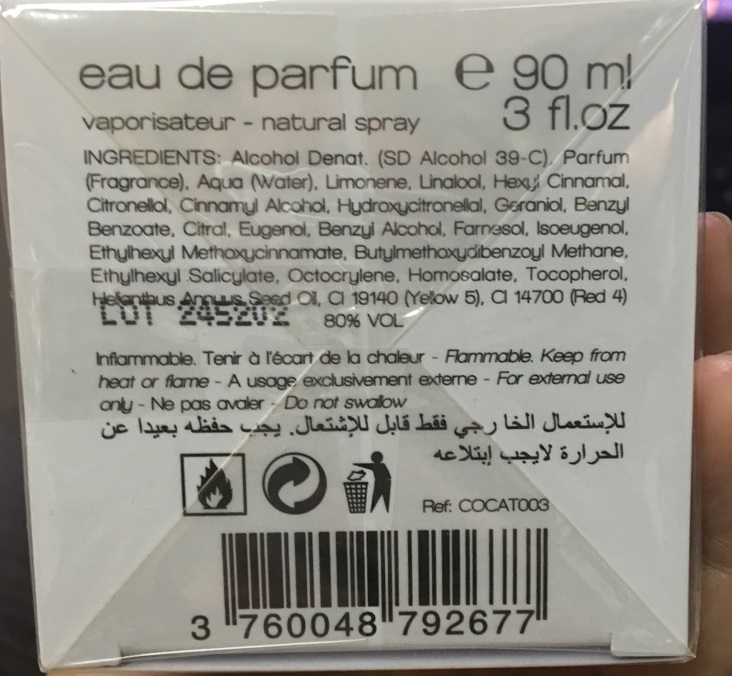 eau de parfum e 90 ml
vaporisateur - natural spray 3 fl.oz
INGREDIENTS: Alcohol Denat. (SD Alcohol 39-C), Parfum
(Fragrance), Aqua (Water), Limonene, Linalool, Hexyl Cinnamal,
Citronellol, Cinnamyl Alcohol, Hydroxycitronellal, Geraniol, Benzyl
Benzoate, Citral, Eugenol, Benzyl Alcohol, Farnesol, Isoeugenol,
Ethylhexyl Methoxycinnamate, Butylmethoxydibenzoyl Methane,
Ethylhexyl Salicylate, Octocrylene, Homosalate, Tocopherol,
Helianthus Annuus Seed Oil, CI 19140 (Yellow 5), CI 14700 (Red 4)
LOT 245202 80% VOL
Inflammable. Tenir à l'écart de la chaleur - Flammable. Keep from
heat or flame - A usage exclusivement externe - For external use
only - Ne pas avaler - Do not swallow
للإستعمال الخارجي فقط قابل للإشتعال. يجب حفظه بعيدا عن
الحرارة لايجب إبتلاعه
Ref: COCAT003
3 760048 792677